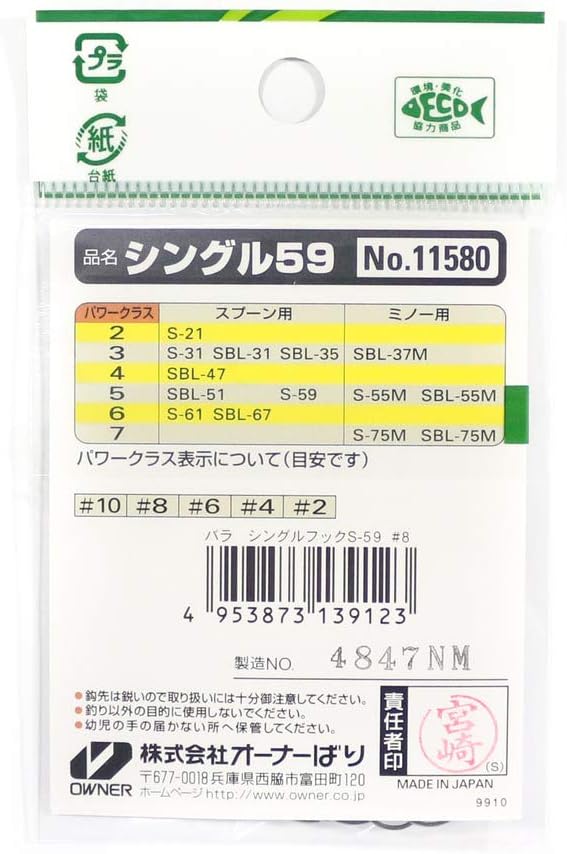 プラ
袋
紙
台紙
環境・美化
ECO
協力商品
品名 シングル59 No.11580
パワークラス スプーン用 ミノー用
2 S-21
3 S-31 SBL-31 SBL-35 SBL-37M
4 SBL-47
5 SBL-51 S-59 S-55M SBL-55M
6 S-61 SBL-67
7 S-75M SBL-75M
パワークラス表示について(目安です)
#10 #8 #6 #4 #2
バラ シングルフックS-59 #8
4 953873 139123
製造NO. 4847NM
●鈎先は鋭いので取り扱いには十分御注意してください。
●釣り以外の目的に使用しないでください。
●幼児の手の届かない所へ保管してください。
責任者印
宮崎
(S)
OWNER
株式会社オーナーばり
〒677-0018兵庫県西脇市富田町120
ホームページ http://www.owner.co.jp
MADE IN JAPAN
9910